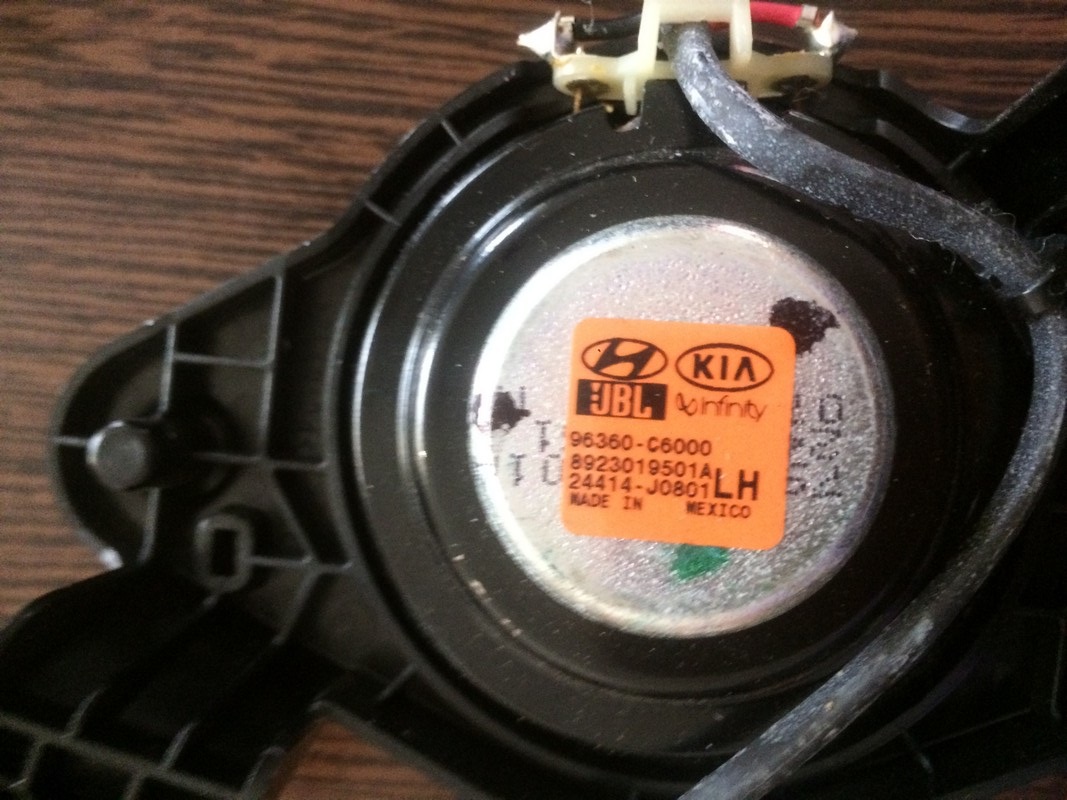 KIA
JBL infinity
96360-C6000
8923019501A
24414-J0801 LH
MADE IN MEXICO